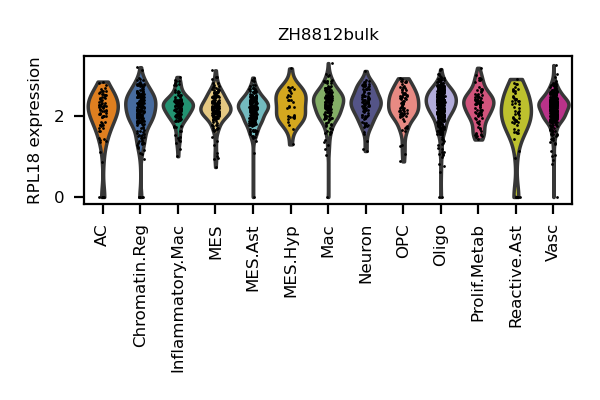 ZH8812bulk
RPL18 expression
2
0
AC
Chromatin.Reg
Inflammatory.Mac
MES
MES.Ast
MES.Hyp
Mac
Neuron
OPC
Oligo
Prolif.Metab
Reactive.Ast
Vasc